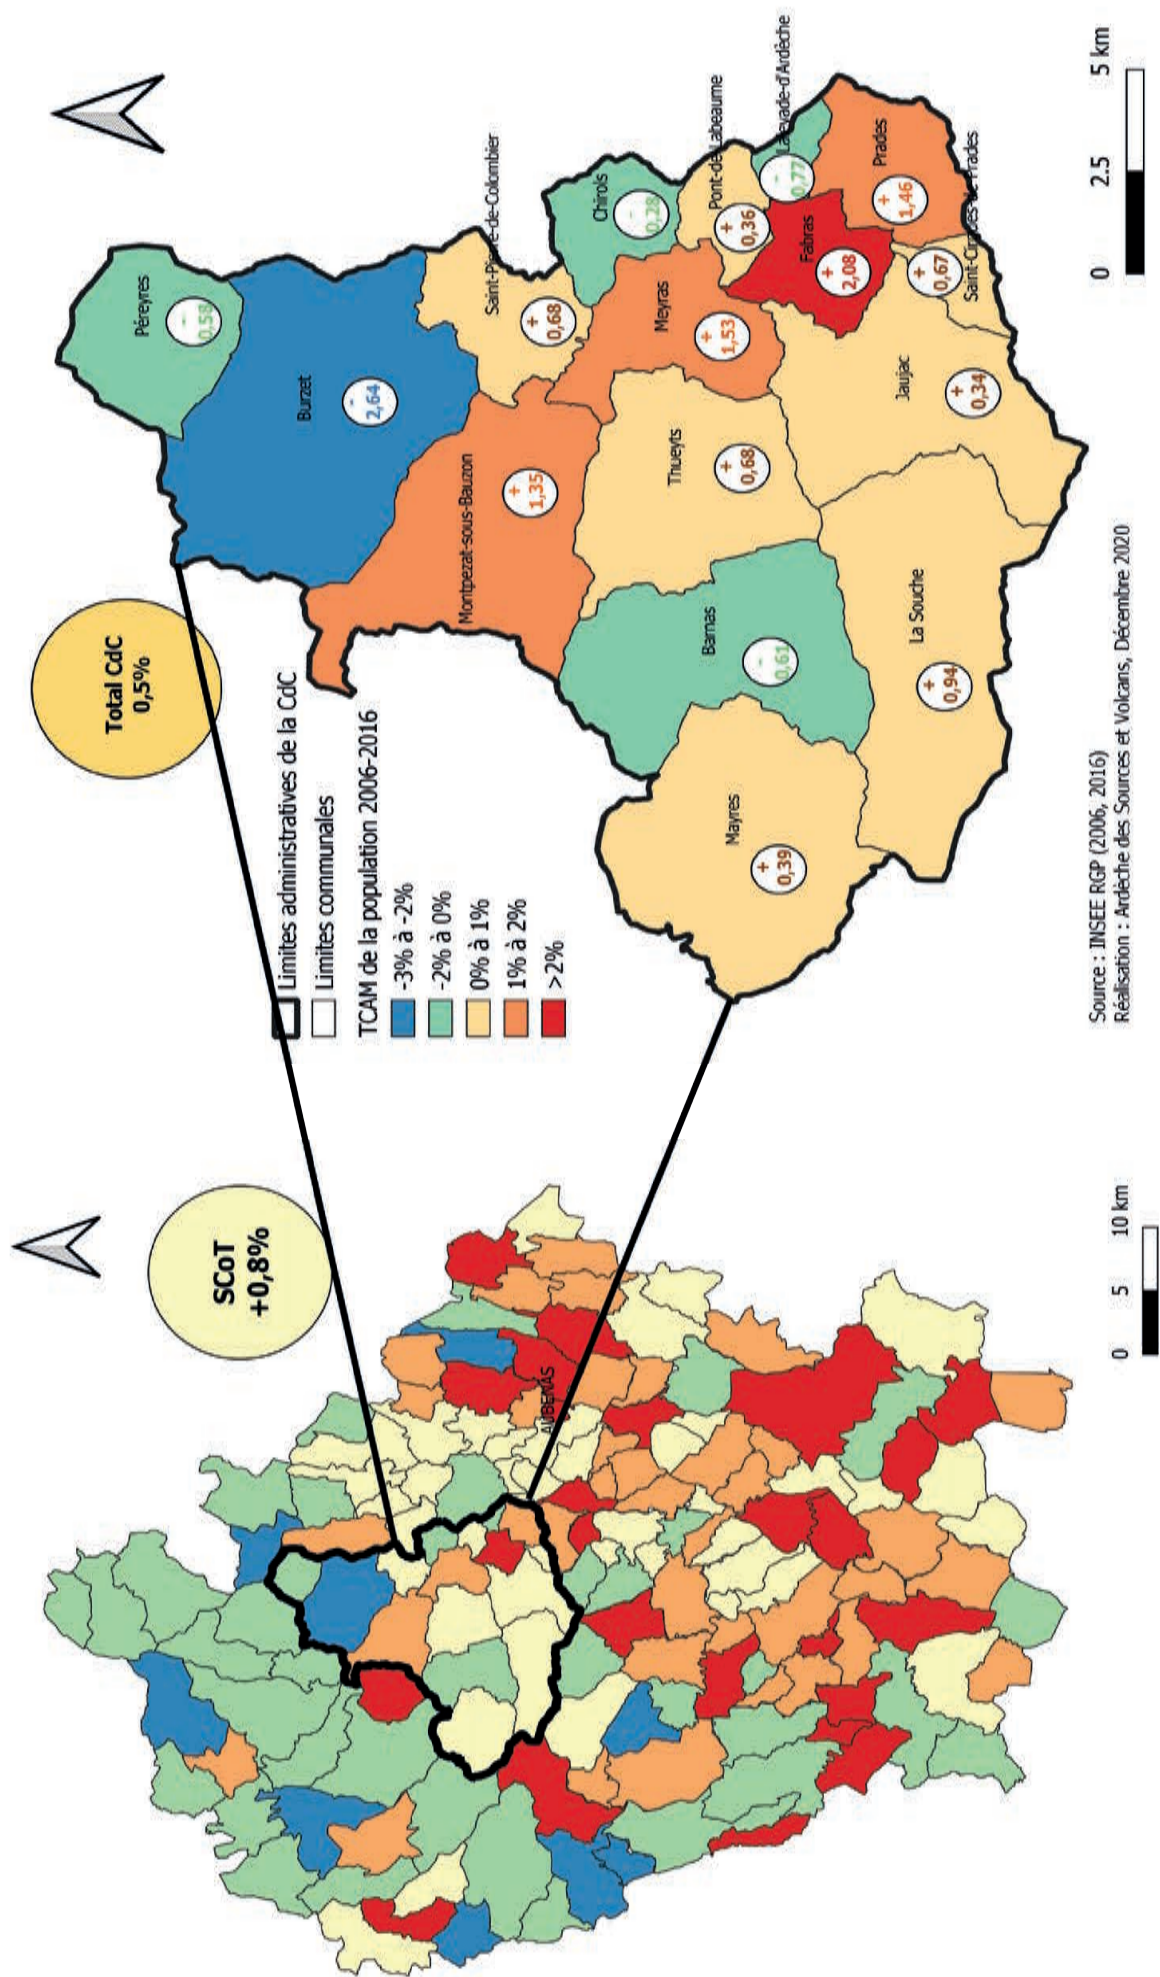 SCoT
+0,8%
AUBENAS
0 5 10 km
Total CdC
0,5%
Limites administratives de la CdC
Limites communales
TCAM de la population 2006-2016
-3% à -2%
-2% à 0%
0% à 1%
1% à 2%
>2%
Péreyres
-
0,58
Burzet
-
2,64
Saint-Pierre-de-Colombier
+
0,68
Montpezat-sous-Bauzon
+
1,35
Chirols
-
0,28
Meyras
+
1,53
Pont-de-Labeaume
+
0,36
Lalevade-d'Ardèche
-
0,77
Thueyts
+
0,68
Barnas
-
0,61
Mayres
+
0,39
Fabras
+
2,08
Prades
+
1,46
Saint-Cirgues-de-Prades
+
0,67
Jaujac
+
0,34
La Souche
+
0,94
Source : INSEE RGP (2006, 2016)
Réalisation : Ardèche des Sources et Volcans, Décembre 2020
0 2.5 5 km